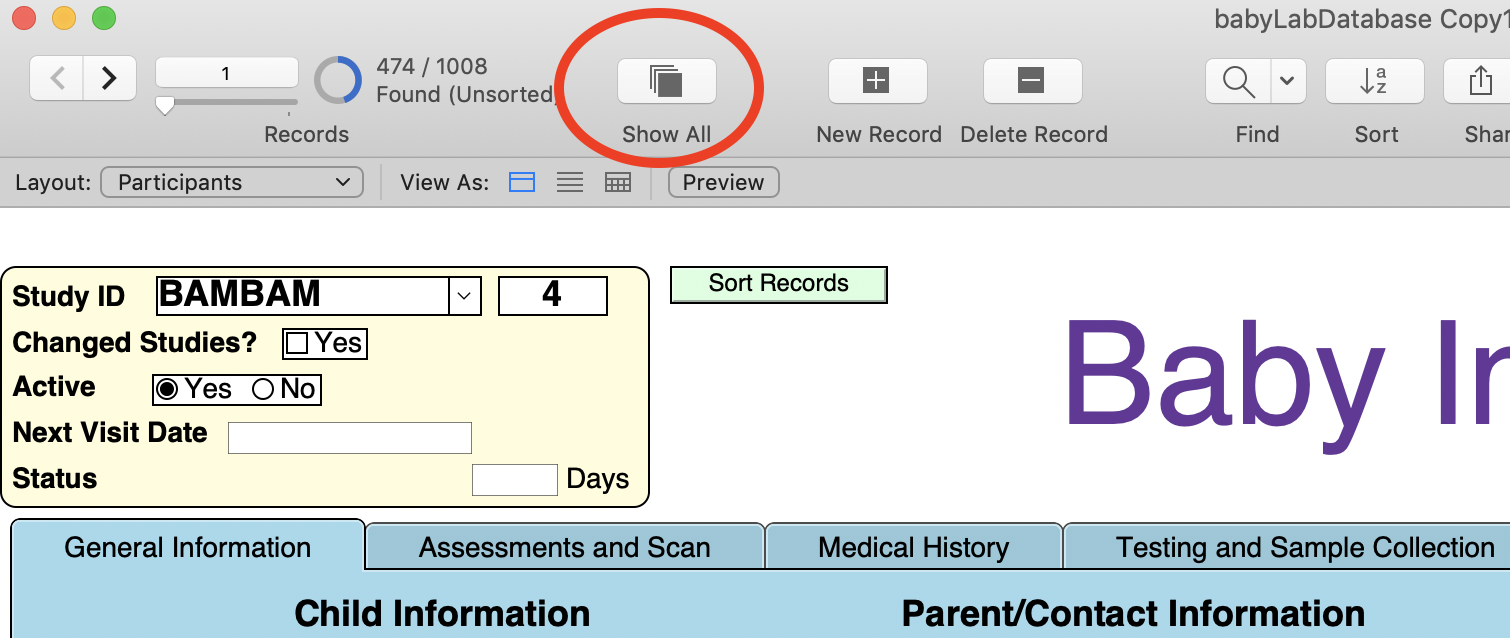 babyLabDatabase Copy1
1
474 / 1008
Found (Unsorted)
Records
Show All
New Record
Delete Record
Find
a
z
Sort
Shar
Layout: Participants
View As:
Preview
Study ID BAMBAM 4
Sort Records
Changed Studies? Yes
Active Yes No
Next Visit Date
Status Days
Baby In
General Information
Assessments and Scan
Medical History
Testing and Sample Collection
Child Information
Parent/Contact Information